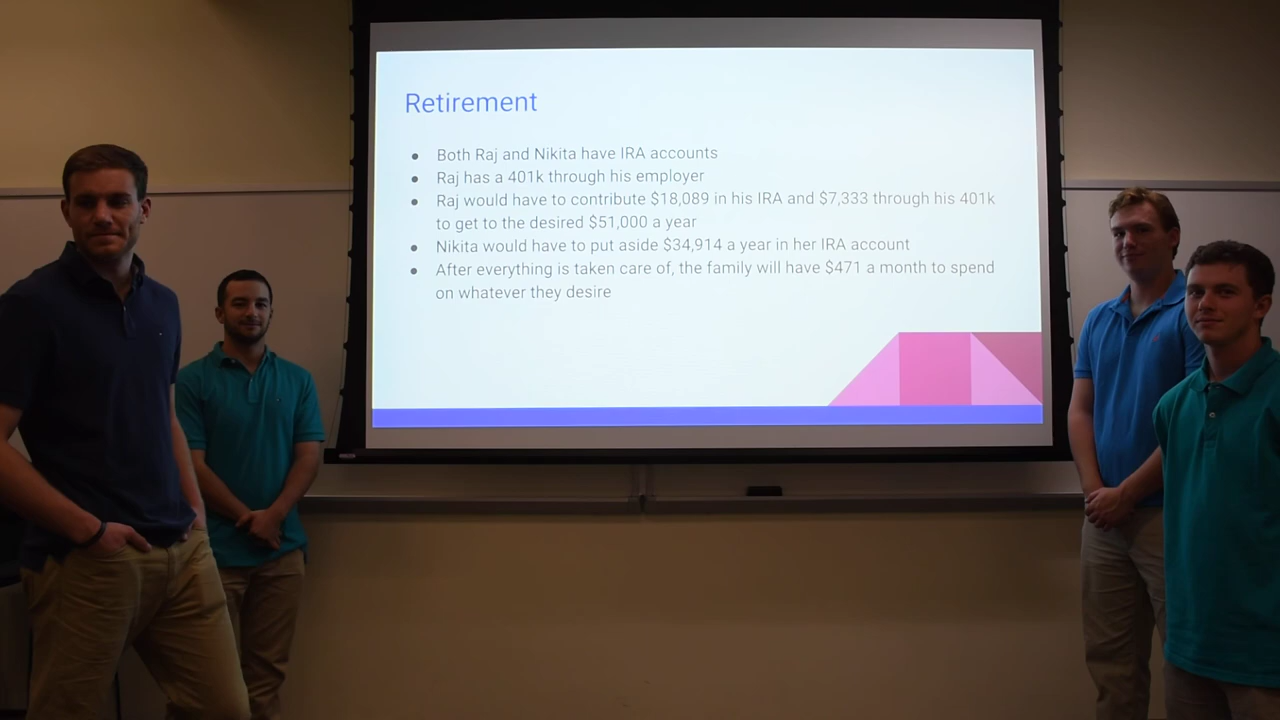 Retirement
● Both Raj and Nikita have IRA accounts
● Raj has a 401k through his employer
● Raj would have to contribute $18,089 in his IRA and $7,333 through his 401k
to get to the desired $51,000 a year
● Nikita would have to put aside $34,914 a year in her IRA account
● After everything is taken care of, the family will have $471 a month to spend
on whatever they desire